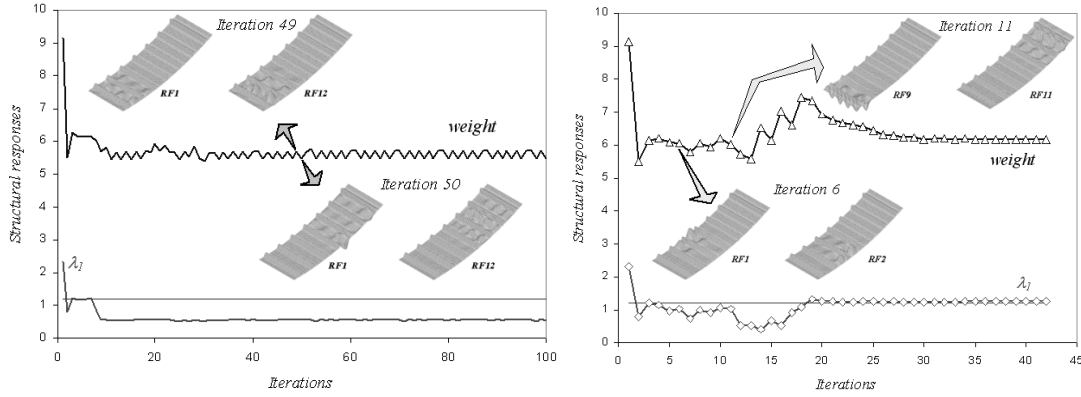 10
9
8
7
6
5
4
3
2
1
0
Structural responses
Iteration 49
RF1
RF12
weight
Iteration 50
RF1
RF12
λ1
0
20
40
60
80
100
Iterations
10
9
8
7
6
5
4
3
2
1
0
Structural responses
Iteration 11
RF9
RF11
weight
Iteration 6
RF1
RF2
λ1
0
5
10
15
20
25
30
35
40
45
Iterations